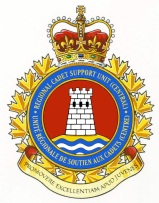 • REGIONAL CADET SUPPORT UNIT (CENTRAL) •
UNITÉ RÉGIONALE DE SOUTIEN AUX CADETS (CENTRE)
PROMOVERE EXCELLENTIAM APUD JUVENES